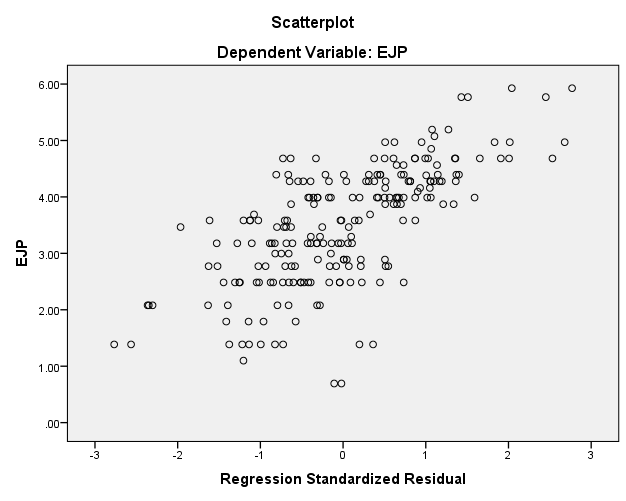 Scatterplot
Dependent Variable: EJP
6.00
5.00
4.00
3.00
2.00
1.00
.00
EJP
-3 -2 -1 0 1 2 3
Regression Standardized Residual